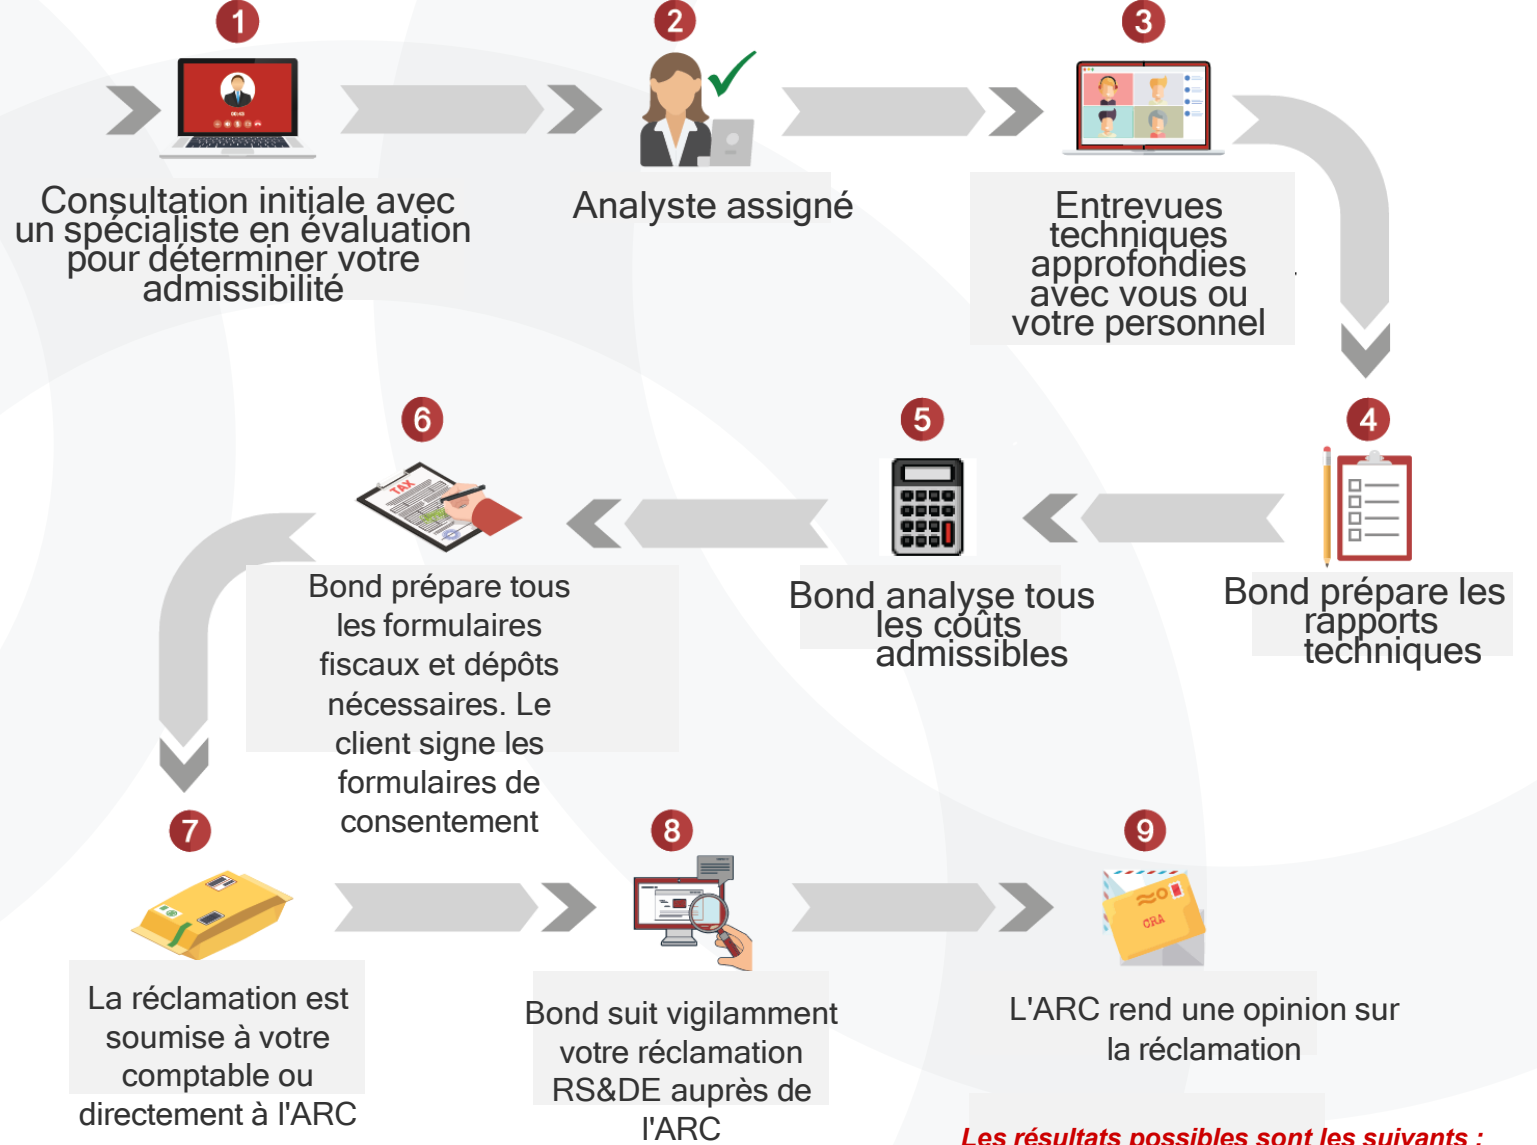 1
Consultation initiale avec
un spécialiste en évaluation
pour déterminer votre
admissibilité
2
Analyste assigné
3
Entrevues
techniques
approfondies
avec vous ou
votre personnel
4
Bond prépare les
rapports
techniques
5
Bond analyse tous
les coûts
admissibles
6
TAX
Bond prépare tous
les formulaires
fiscaux et dépôts
nécessaires. Le
client signe les
formulaires de
consentement
7
La réclamation est
soumise à votre
comptable ou
directement à l'ARC
8
Bond suit vigilamment
votre réclamation
RS&DE auprès de
l'ARC
9
CRA
L'ARC rend une opinion sur
la réclamation
Les résultats possibles sont les suivants :